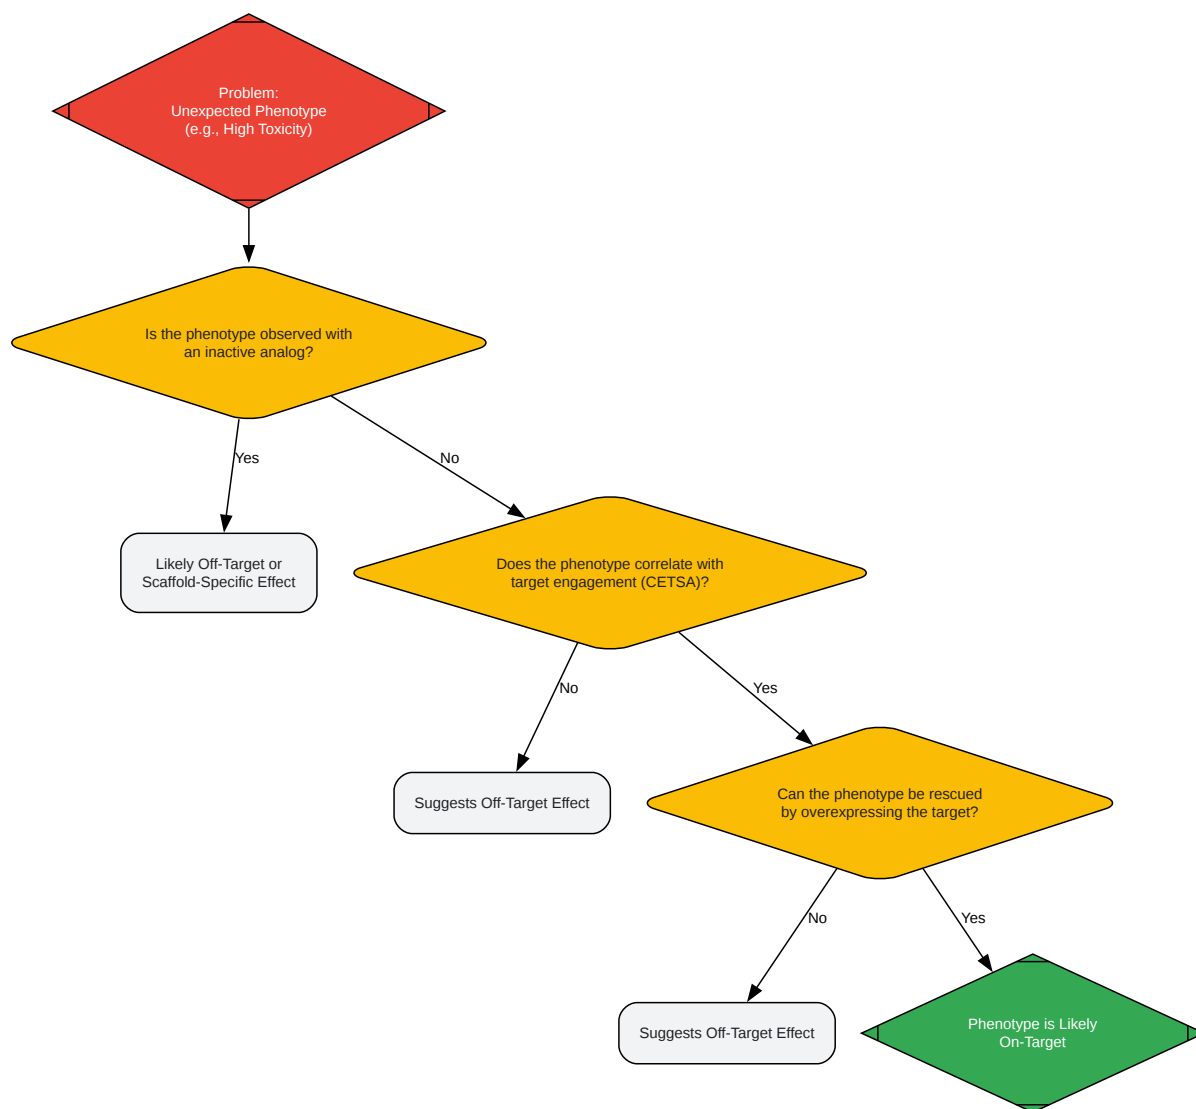 Problem:
Unexpected Phenotype
(e.g., High Toxicity)
Is the phenotype observed with
an inactive analog?
Yes
No
Likely Off-Target or
Scaffold-Specific Effect
Does the phenotype correlate with
target engagement (CETSA)?
No
Yes
Suggests Off-Target Effect
Can the phenotype be rescued
by overexpressing the target?
No
Yes
Suggests Off-Target Effect
Phenotype is Likely
On-Target